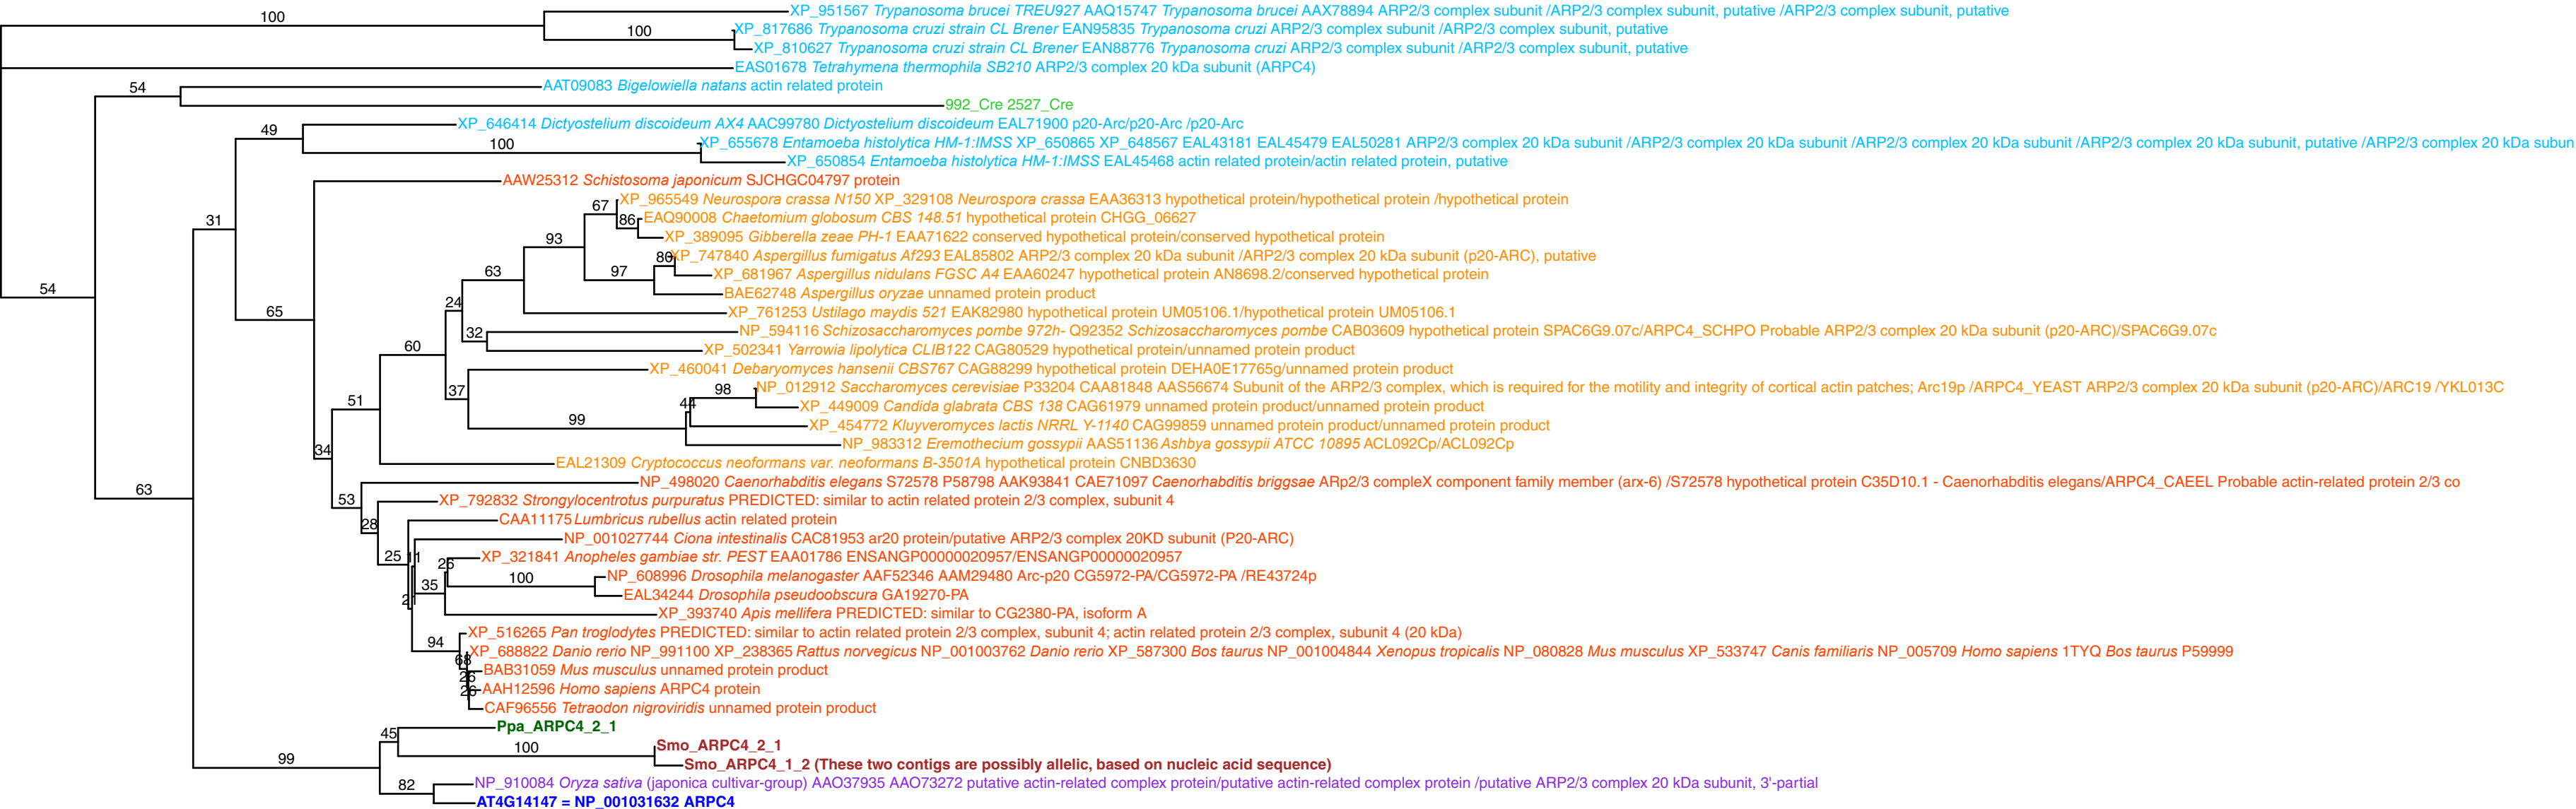 100
XP_951567 Trypanosoma brucei TREU927 AAQ15747 Trypanosoma brucei AAX78894 ARP2/3 complex subunit /ARP2/3 complex subunit, putative /ARP2/3 complex subunit, putative
100
XP_817686 Trypanosoma cruzi strain CL Brener EAN95835 Trypanosoma cruzi ARP2/3 complex subunit /ARP2/3 complex subunit, putative
XP_810627 Trypanosoma cruzi strain CL Brener EAN88776 Trypanosoma cruzi ARP2/3 complex subunit /ARP2/3 complex subunit, putative
EAS01678 Tetrahymena thermophila SB210 ARP2/3 complex 20 kDa subunit (ARPC4)
54
AAT09083 Bigelowiella natans actin related protein
992_Cre 2527_Cre
49
XP_646414 Dictyostelium discoideum AX4 AAC99780 Dictyostelium discoideum EAL71900 p20-Arc/p20-Arc /p20-Arc
100
XP_655678 Entamoeba histolytica HM-1:IMSS XP_650865 XP_648567 EAL43181 EAL45479 EAL50281 ARP2/3 complex 20 kDa subunit /ARP2/3 complex 20 kDa subunit /ARP2/3 complex 20 kDa subunit, putative /ARP2/3 complex 20 kDa subun
XP_650854 Entamoeba histolytica HM-1:IMSS EAL45468 actin related protein/actin related protein, putative
AAW25312 Schistosoma japonicum SJCHGC04797 protein
31
67
XP_965549 Neurospora crassa N150 XP_329108 Neurospora crassa EAA36313 hypothetical protein/hypothetical protein /hypothetical protein
86
EAQ90008 Chaetomium globosum CBS 148.51 hypothetical protein CHGG_06627
93
XP_389095 Gibberella zeae PH-1 EAA71622 conserved hypothetical protein/conserved hypothetical protein
80
XP_747840 Aspergillus fumigatus Af293 EAL85802 ARP2/3 complex 20 kDa subunit /ARP2/3 complex 20 kDa subunit (p20-ARC), putative
63
97
XP_681967 Aspergillus nidulans FGSC A4 EAA60247 hypothetical protein AN8698.2/conserved hypothetical protein
54
BAE62748 Aspergillus oryzae unnamed protein product
24
65
XP_761253 Ustilago maydis 521 EAK82980 hypothetical protein UM05106.1/hypothetical protein UM05106.1
32
NP_594116 Schizosaccharomyces pombe 972h- Q92352 Schizosaccharomyces pombe CAB03609 hypothetical protein SPAC6G9.07c/ARPC4_SCHPO Probable ARP2/3 complex 20 kDa subunit (p20-ARC)/SPAC6G9.07c
60
XP_502341 Yarrowia lipolytica CLIB122 CAG80529 hypothetical protein/unnamed protein product
XP_460041 Debaryomyces hansenii CBS767 CAG88299 hypothetical protein DEHA0E17765g/unnamed protein product
37
98
NP_012912 Saccharomyces cerevisiae P33204 CAA81848 AAS56674 Subunit of the ARP2/3 complex, which is required for the motility and integrity of cortical actin patches; Arc19p /ARPC4_YEAST ARP2/3 complex 20 kDa subunit (p20-ARC)/ARC19 /YKL013C
51
44
XP_449009 Candida glabrata CBS 138 CAG61979 unnamed protein product/unnamed protein product
99
XP_454772 Kluyveromyces lactis NRRL Y-1140 CAG99859 unnamed protein product/unnamed protein product
NP_983312 Eremothecium gossypii AAS51136 Ashbya gossypii ATCC 10895 ACL092Cp/ACL092Cp
34
EAL21309 Cryptococcus neoformans var. neoformans B-3501A hypothetical protein CNBD3630
63
NP_498020 Caenorhabditis elegans S72578 P58798 AAK93841 CAE71097 Caenorhabditis briggsae ARp2/3 compleX component family member (arx-6) /S72578 hypothetical protein C35D10.1 - Caenorhabditis elegans/ARPC4_CAEEL Probable actin-related protein 2/3 co
53
XP_792832 Strongylocentrotus purpuratus PREDICTED: similar to actin related protein 2/3 complex, subunit 4
28
CAA11175 Lumbricus rubellus actin related protein
NP_001027744 Ciona intestinalis CAC81953 ar20 protein/putative ARP2/3 complex 20KD subunit (P20-ARC)
25
11
26
XP_321841 Anopheles gambiae str. PEST EAA01786 ENSANGP00000020957/ENSANGP00000020957
35
100
NP_608996 Drosophila melanogaster AAF52346 AAM29480 Arc-p20 CG5972-PA/CG5972-PA /RE43724p
EAL34244 Drosophila pseudoobscura GA19270-PA
XP_393740 Apis mellifera PREDICTED: similar to CG2380-PA, isoform A
XP_516265 Pan troglodytes PREDICTED: similar to actin related protein 2/3 complex, subunit 4; actin related protein 2/3 complex, subunit 4 (20 kDa)
94
XP_688822 Danio rerio NP_991100 XP_238365 Rattus norvegicus NP_001003762 Danio rerio XP_587300 Bos taurus NP_001004844 Xenopus tropicalis NP_080828 Mus musculus XP_533747 Canis familiaris NP_005709 Homo sapiens 1TYQ Bos taurus P59999
68
BAB31059 Mus musculus unnamed protein product
26
AAH12596 Homo sapiens ARPC4 protein
26
CAF96556 Tetraodon nigroviridis unnamed protein product
Ppa_ARPC4_2_1
45
100
Smo_ARPC4_2_1
99
Smo_ARPC4_1_2 (These two contigs are possibly allelic, based on nucleic acid sequence)
82
NP_910084 Oryza sativa (japonica cultivar-group) AAO37935 AAO73272 putative actin-related complex protein/putative actin-related complex protein /putative ARP2/3 complex 20 kDa subunit, 3'-partial
AT4G14147 = NP_001031632 ARPC4